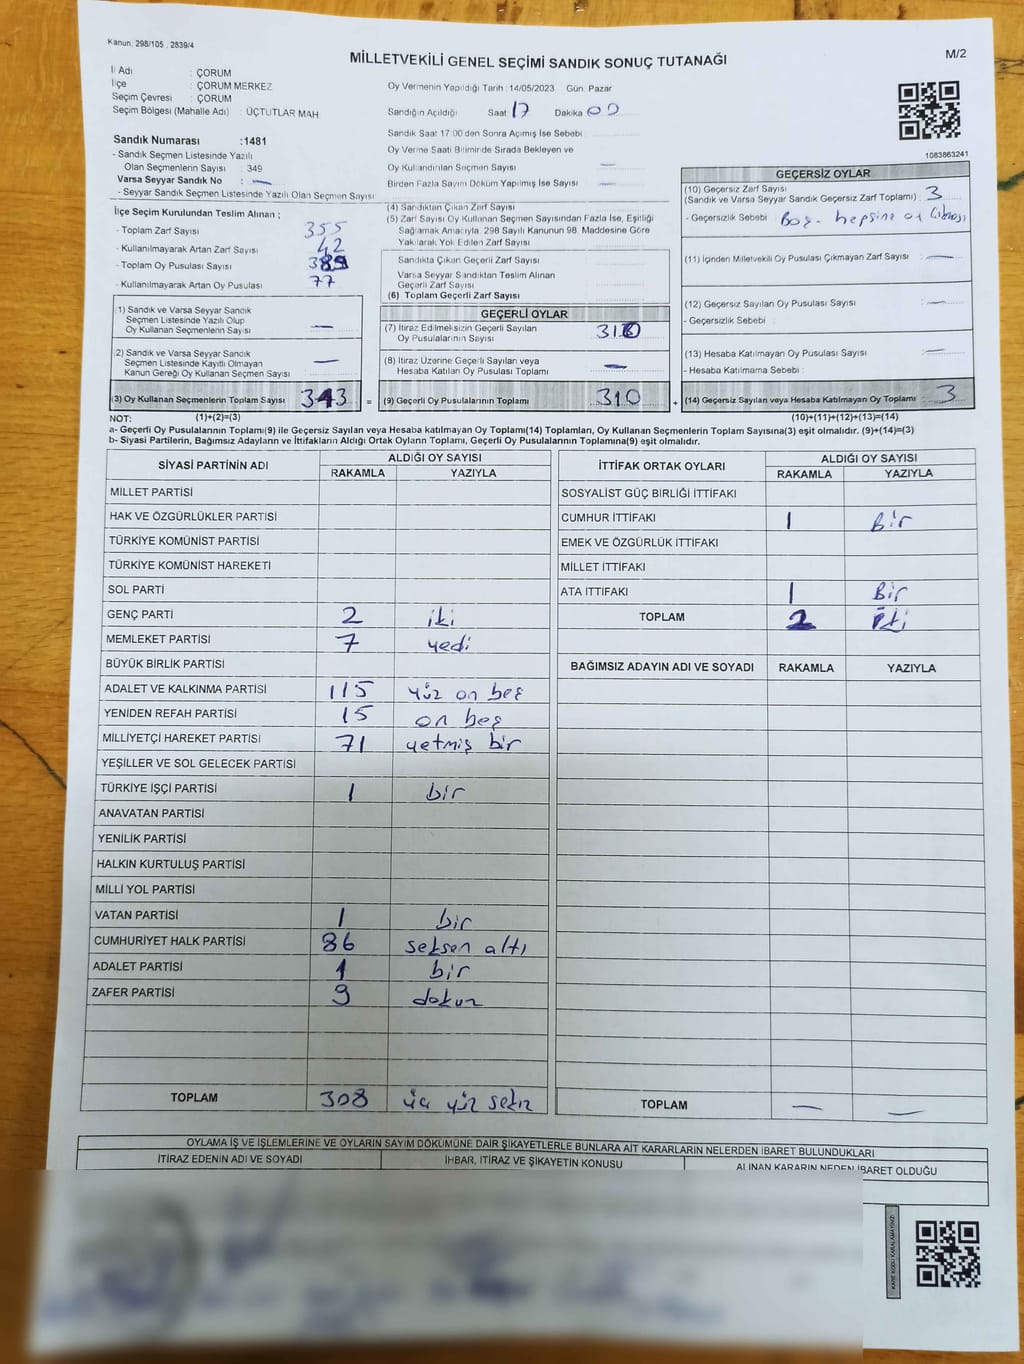 Kanun, 298/105 , 2839/4
MİLLETVEKİLİ GENEL SEÇİMİ SANDIK SONUÇ TUTANAĞI
M/2
İl Adı : ÇORUM
İlçe : ÇORUM MERKEZ
Seçim Çevresi : ÇORUM
Seçim Bölgesi (Mahalle Adı) : ÜÇTUTLAR MAH
Sandık Numarası :1481
- Sandık Seçmen Listesinde Yazılı
Olan Seçmenlerin Sayısı : 349
Varsa Seyyar Sandık No : —
- Seyyar Sandık Seçmen Listesinde Yazılı Olan Seçmen Sayısı
Oy Vermenin Yapıldığı Tarih :14/05/2023 Gün: Pazar
Sandığın Açıldığı Saat 17 Dakika 00
Sandık Saat 17:00'den Sonra Açımış İse Sebebi
Oy Verme Saati Bitiminde Sırada Bekleyen ve
Oy Kullandırılan Seçmen Sayısı —
Birden Fazla Sayım Döküm Yapılmış İse Sayısı —
1083863241
İlçe Seçim Kurulundan Teslim Alınan ;
- Toplam Zarf Sayısı 355
- Kullanılmayarak Artan Zarf Sayısı 42
- Toplam Oy Pusulası Sayısı
- Kullanılmayarak Artan Oy Pusulası 77
(1) Sandık ve Varsa Seyyar Sandık
Seçmen Listesinde Yazılı Olup
Oy Kullanan Seçmenlerin Sayısı —
(2) Sandık ve Varsa Seyyar Sandık
Seçmen Listesinde Kayıtlı Olmayan
Kanun Gereği Oy Kullanan Seçmen Sayısı —
(3) Oy Kullanan Seçmenlerin Toplam Sayısı =
(1)+(2)=(3)
(4) Sandıktan Çıkan Zarf Sayısı
(5) Zarf Sayısı Oy Kullanan Seçmen Sayısından Fazla İse, Eşitliği
Sağlamak Amacıyla, 298 Sayılı Kanunun 98. Maddesine Göre
Yakılarak Yok Edilen Zarf Sayısı
Sandıkta Çıkan Geçerli Zarf Sayısı
Varsa Seyyar Sandıktan Teslim Alınan
Geçerli Zarf Sayısı
(6) Toplam Geçerli Zarf Sayısı
GEÇERLİ OYLAR
(7) İtiraz Edilmeksizin Geçerli Sayılan
Oy Pusulalarının Sayısı 310
(8) İtiraz Üzerine Geçerli Sayılan veya
Hesaba Katılan Oy Pusulası Toplamı —
(9) Geçerli Oy Pusulalarının Toplamı 310 +
GEÇERSİZ OYLAR
(10) Geçersiz Zarf Sayısı
(Sandık ve Varsa Seyyar Sandık Geçersiz Zarf Toplamı) : 3
- Geçersizlik Sebebi Boş - hepsine oy
(11) İçinden Milletvekili Oy Pusulası Çıkmayan Zarf Sayısı —
(12) Geçersiz Sayılan Oy Pusulası Sayısı —
- Geçersizlik Sebebi :
(13) Hesaba Katılmayan Oy Pusulası Sayısı —
- Hesaba Katılmama Sebebi :
(14) Geçersiz Sayılan veya Hesaba Katılmayan Oy Toplamı 3
(10)+(11)+(12)+(13)=(14)
NOT:
a- Geçerli Oy Pusulalarının Toplamı(9) ile Geçersiz Sayılan veya Hesaba katılmayan Oy Toplamı(14) Toplamları, Oy Kullanan Seçmenlerin Toplam Sayısına(3) eşit olmalıdır. (9)+(14)=(3)
b- Siyasi Partilerin, Bağımsız Adayların ve İttifakların Aldığı Ortak Oyların Toplamı, Geçerli Oy Pusulalarının Toplamına(9) eşit olmalıdır.
SİYASİ PARTİNİN ADI ALDIĞI OY SAYISI
RAKAMLA YAZIYLA
MİLLET PARTİSİ
HAK VE ÖZGÜRLÜKLER PARTİSİ
TÜRKİYE KOMÜNİST PARTİSİ
TÜRKİYE KOMÜNİST HAREKETİ
SOL PARTİ
GENÇ PARTİ 2 iki
MEMLEKET PARTİSİ 7 yedi
BÜYÜK BİRLİK PARTİSİ
ADALET VE KALKINMA PARTİSİ 115 yüz on beş
YENİDEN REFAH PARTİSİ 15 on beş
MİLLİYETÇİ HAREKET PARTİSİ 71 yetmiş bir
YEŞİLLER VE SOL GELECEK PARTİSİ
TÜRKİYE İŞÇİ PARTİSİ 1 bir
ANAVATAN PARTİSİ
YENİLİK PARTİSİ
HALKIN KURTULUŞ PARTİSİ
MİLLİ YOL PARTİSİ
VATAN PARTİSİ 1 bir
CUMHURİYET HALK PARTİSİ 86 seksen altı
ADALET PARTİSİ 1 bir
ZAFER PARTİSİ 9 dokuz
TOPLAM 308 üç yüz sekiz
İTTİFAK ORTAK OYLARI ALDIĞI OY SAYISI
RAKAMLA YAZIYLA
SOSYALİST GÜÇ BİRLİĞİ İTTİFAKI
CUMHUR İTTİFAKI 1 Bir
EMEK VE ÖZGÜRLÜK İTTİFAKI
MİLLET İTTİFAKI
ATA İTTİFAKI 1 Bir
TOPLAM 2 İki
BAĞIMSIZ ADAYIN ADI VE SOYADI RAKAMLA YAZIYLA
TOPLAM — —
OYLAMA İŞ VE İŞLEMLERİNE VE OYLARIN SAYIM DÖKÜMÜNE DAİR ŞİKAYETLERLE BUNLARA AİT KARARLARIN NELERDEN İBARET BULUNDUKLARI
İTİRAZ EDENİN ADI VE SOYADI İHBAR, İTİRAZ VE ŞİKAYETİN KONUSU ALINAN KARARIN NEDEN İBARET OLDUĞU
KARE KODU KARALAMAYINIZ!